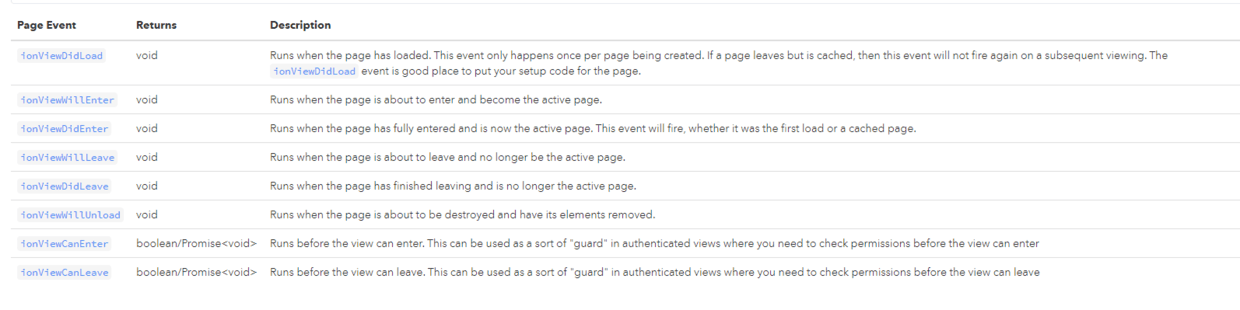 Page Event Returns Description
ionViewDidLoad void Runs when the page has loaded. This event only happens once per page being created. If a page leaves but is cached, then this event will not fire again on a subsequent viewing. The
ionViewDidLoad event is good place to put your setup code for the page.
ionViewWillEnter void Runs when the page is about to enter and become the active page.
ionViewDidEnter void Runs when the page has fully entered and is now the active page. This event will fire, whether it was the first load or a cached page.
ionViewWillLeave void Runs when the page is about to leave and no longer be the active page.
ionViewDidLeave void Runs when the page has finished leaving and is no longer the active page.
ionViewWillUnload void Runs when the page is about to be destroyed and have its elements removed.
ionViewCanEnter boolean/Promise<void> Runs before the view can enter. This can be used as a sort of "guard" in authenticated views where you need to check permissions before the view can enter
ionViewCanLeave boolean/Promise<void> Runs before the view can leave. This can be used as a sort of "guard" in authenticated views where you need to check permissions before the view can leave